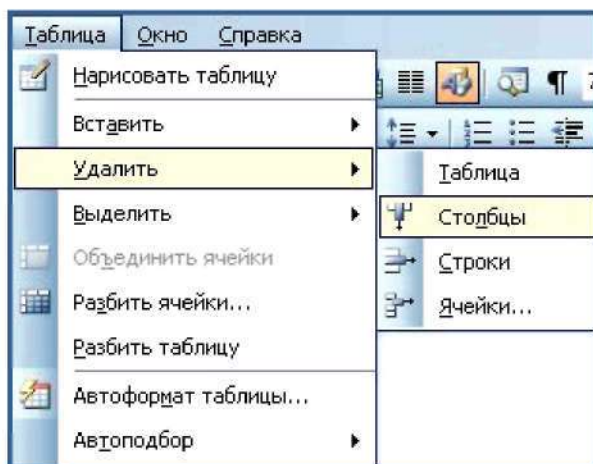 Таблица Окно Справка
Нарисовать таблицу
Вставить
Удалить
Выделить
Объединить ячейки
Разбить ячейки...
Разбить таблицу
Автоформат таблицы...
Автоподбор
Таблица
Столбцы
Строки
Ячейки...